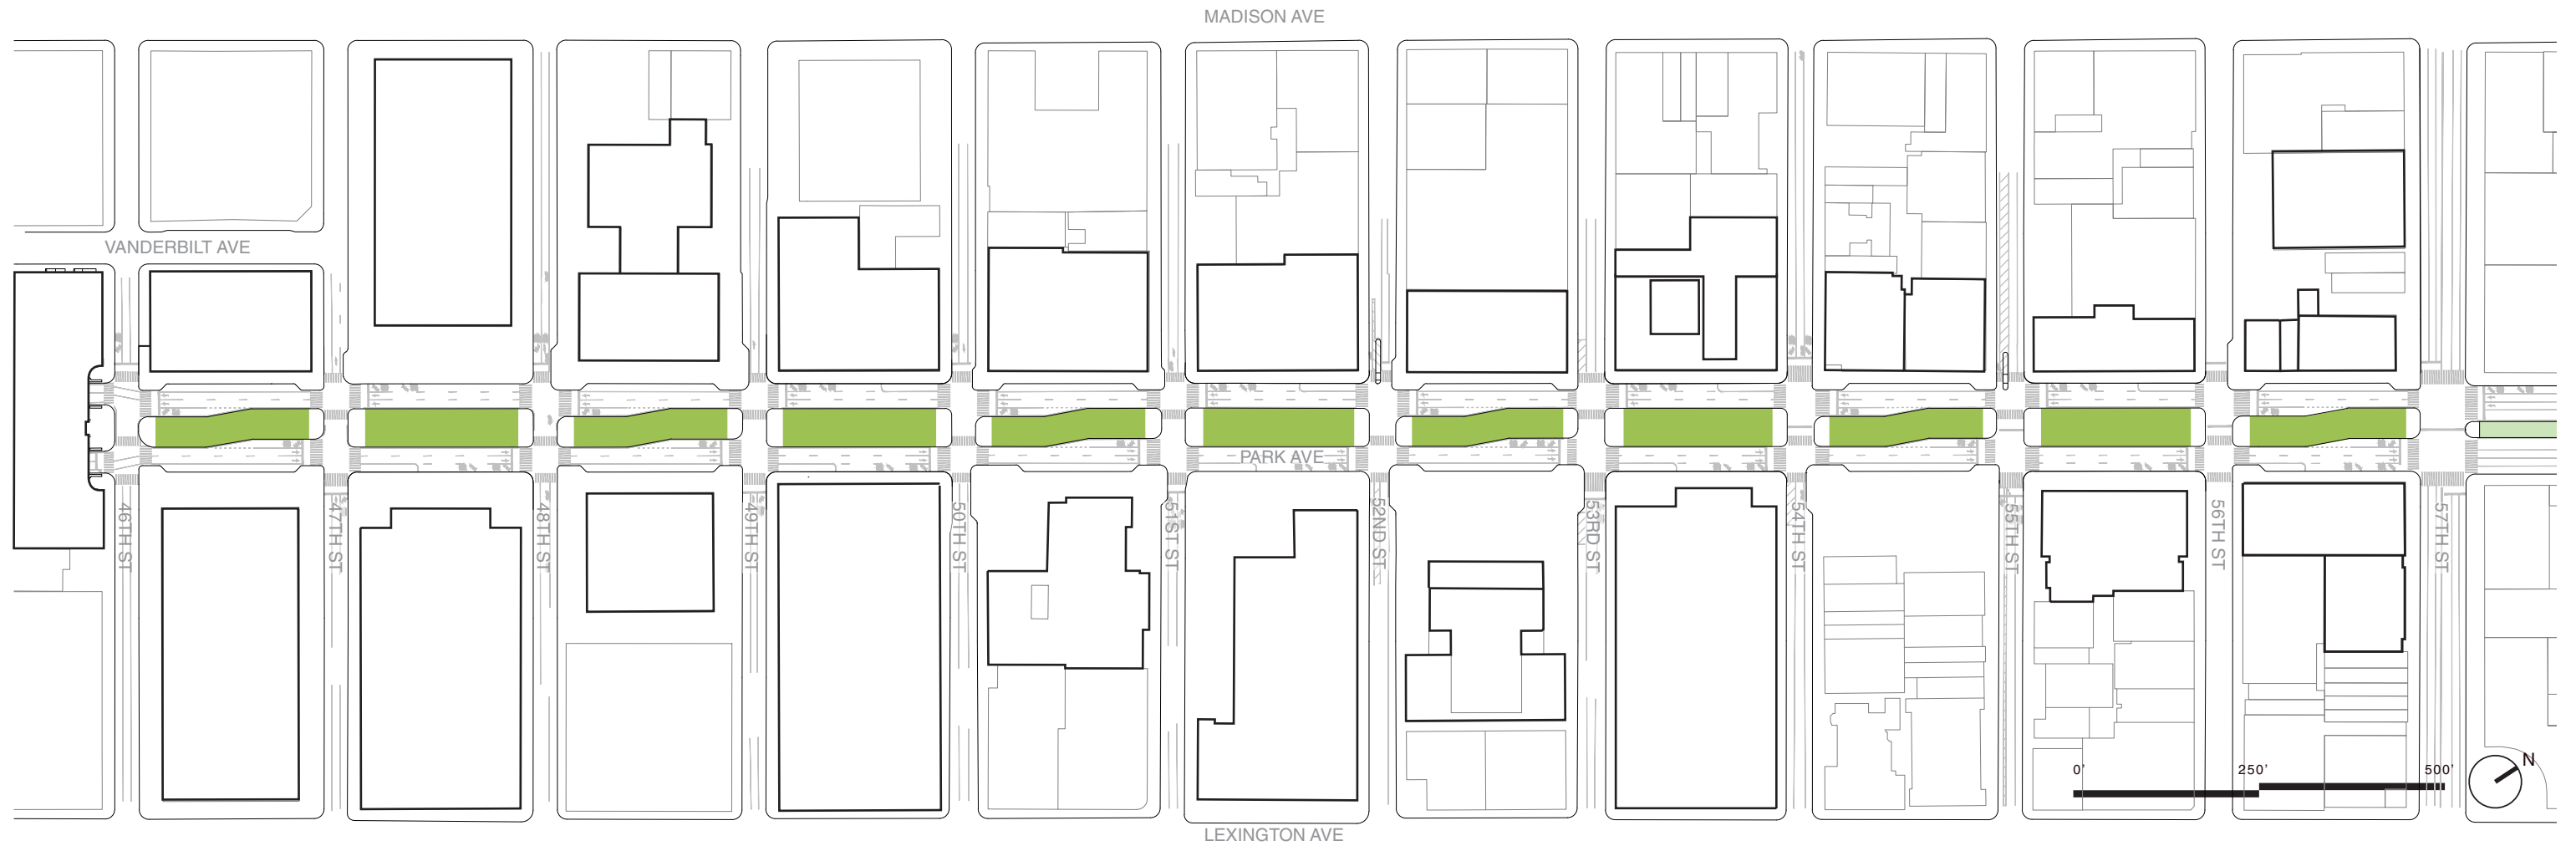 MADISON AVE
VANDERBILT AVE
PARK AVE
46TH ST
47TH ST
48TH ST
49TH ST
50TH ST
51ST ST
52ND ST
53RD ST
54TH ST
55TH ST
56TH ST
57TH ST
0' 250' 500'
N
LEXINGTON AVE